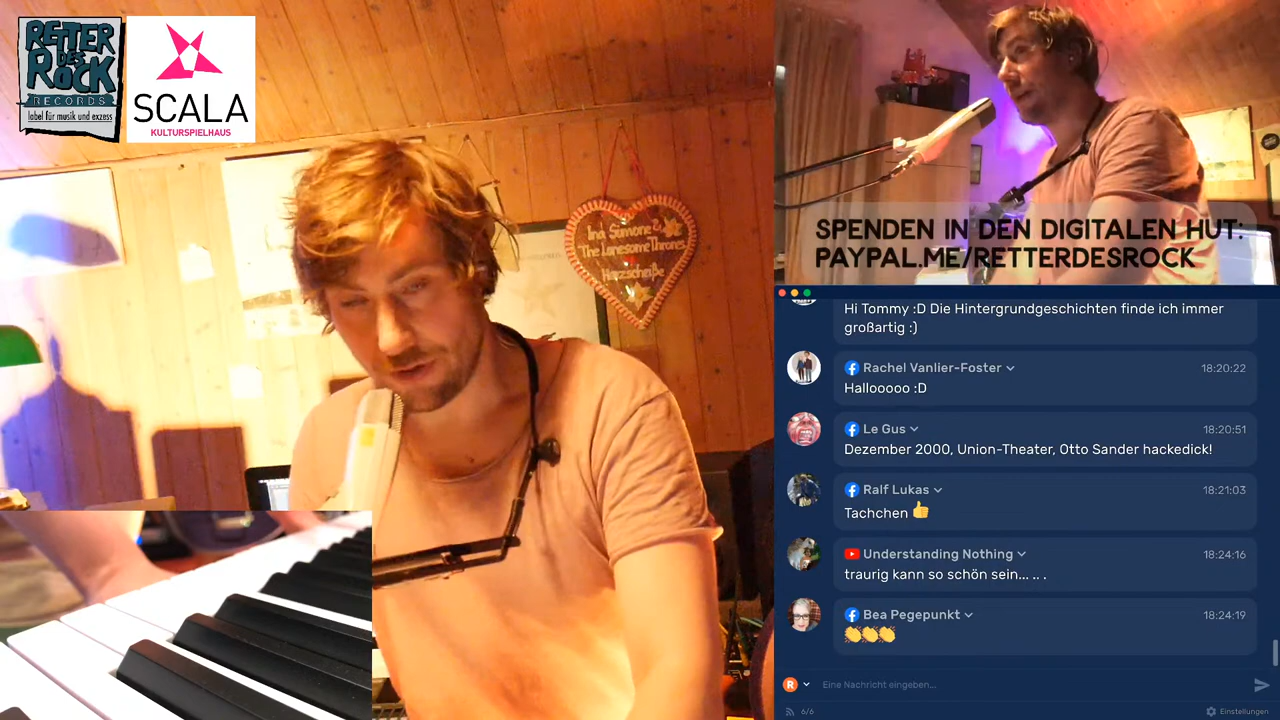 RETTER
DES
ROCK
RECORDS
label für musik und exzess
SCALA
KULTURSPIELHAUS
Ina Simone &
The Lonesome Thrones
Harzscheiße
SPENDEN IN DEN DIGITALEN HUT:
PAYPAL.ME/RETTERDESROCK
Hi Tommy :D Die Hintergrundgeschichten finde ich immer
großartig :)
Rachel Vanlier-Foster 18:20:22
Hallooooo :D
Le Gus 18:20:51
Dezember 2000, Union-Theater, Otto Sander hackedick!
Ralf Lukas 18:21:03
Tachchen 👍
Understanding Nothing 18:24:16
traurig kann so schön sein... .. .
Bea Pegepunkt 18:24:19
👏👏👏
R Eine Nachricht eingeben...
6/6 Einstellungen